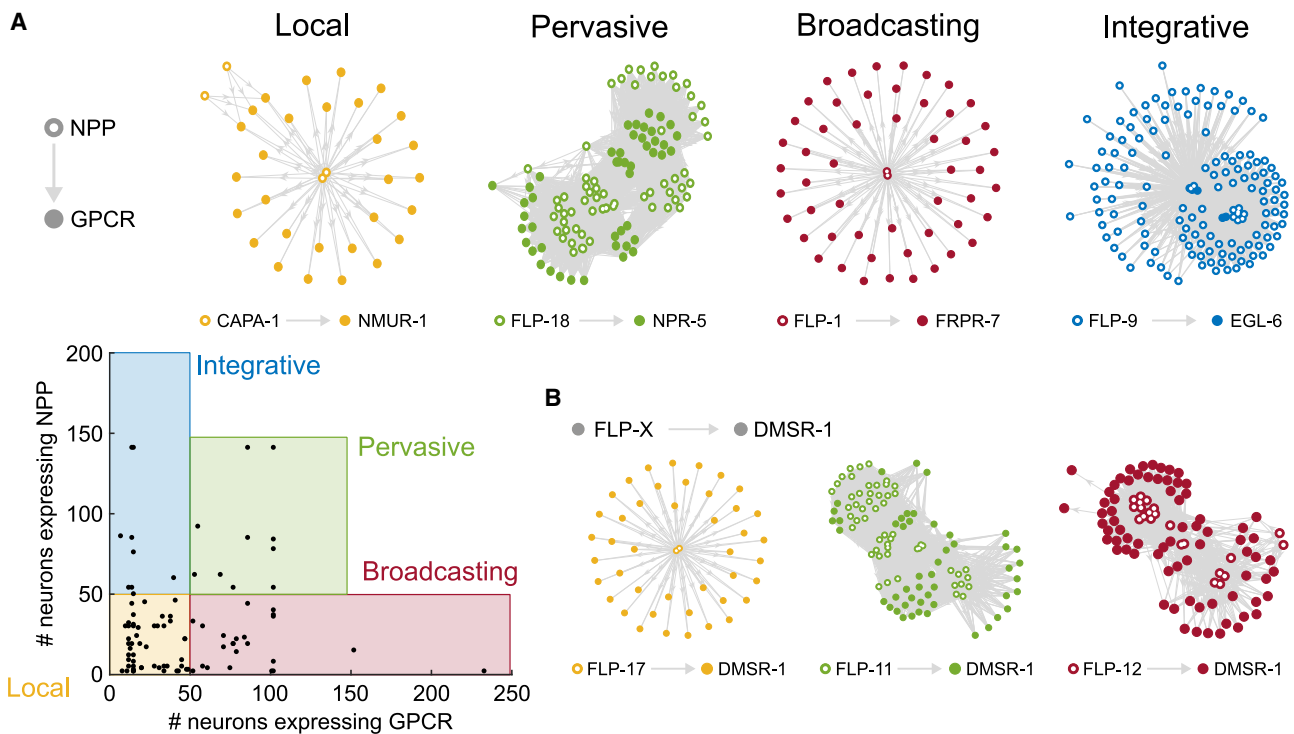 A
Local
Pervasive
Broadcasting
Integrative
NPP
GPCR
CAPA-1
NMUR-1
FLP-18
NPR-5
FLP-1
FRPR-7
FLP-9
EGL-6
# neurons expressing NPP
200
150
100
50
0
Integrative
Pervasive
Broadcasting
Local
0
50
100
150
200
250
# neurons expressing GPCR
B
FLP-X
DMSR-1
FLP-17
DMSR-1
FLP-11
DMSR-1
FLP-12
DMSR-1